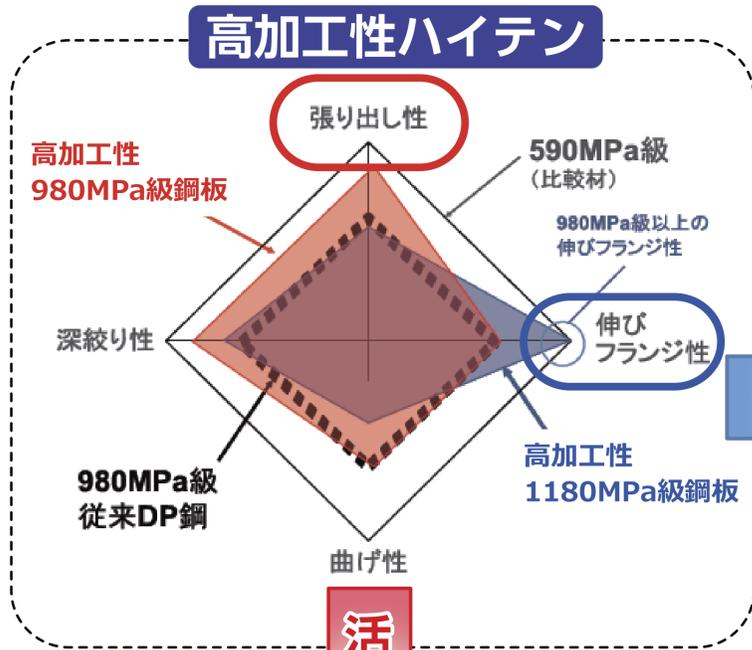 高加工性ハイテン
張り出し性
高加工性
980MPa級鋼板
590MPa級
（比較材）
980MPa級以上の
伸びフランジ性
深絞り性
伸び
フランジ性
980MPa級
従来DP鋼
高加工性
1180MPa級鋼板
曲げ性
活